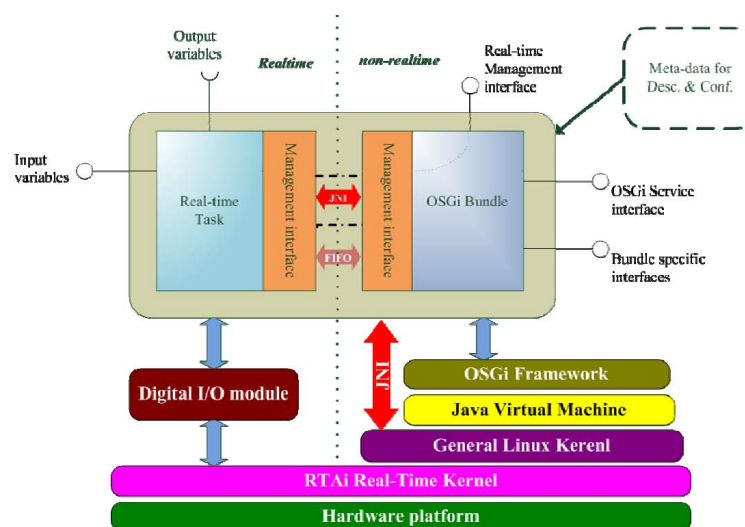 Output
variables
Realtime
non-realtime
Real-time
Management
interface
Meta-data for
Desc. & Conf.
Input
variables
Real-time
Task
Management interface
JNI
FIFO
Management interface
OSGi Bundle
OSGi Service
interface
Bundle specific
interfaces
Digital I/O module
JNI
OSGi Framework
Java Virtual Machine
General Linux Kerenl
RTAi Real-Time Kernel
Hardware platform